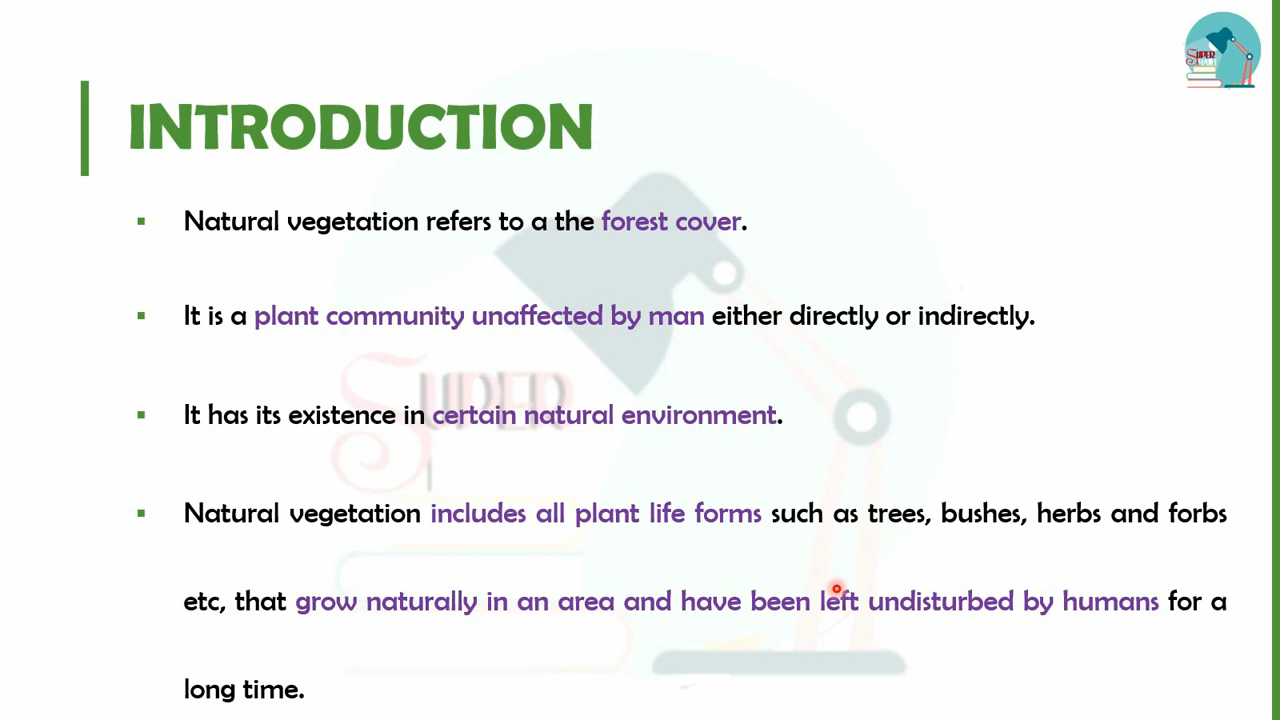 SUPER
INTRODUCTION
▪ Natural vegetation refers to a the forest cover.
▪ It is a plant community unaffected by man either directly or indirectly.
▪ It has its existence in certain natural environment.
SUPER
▪ Natural vegetation includes all plant life forms such as trees, bushes, herbs and forbs
etc, that grow naturally in an area and have been left undisturbed by humans for a
long time.